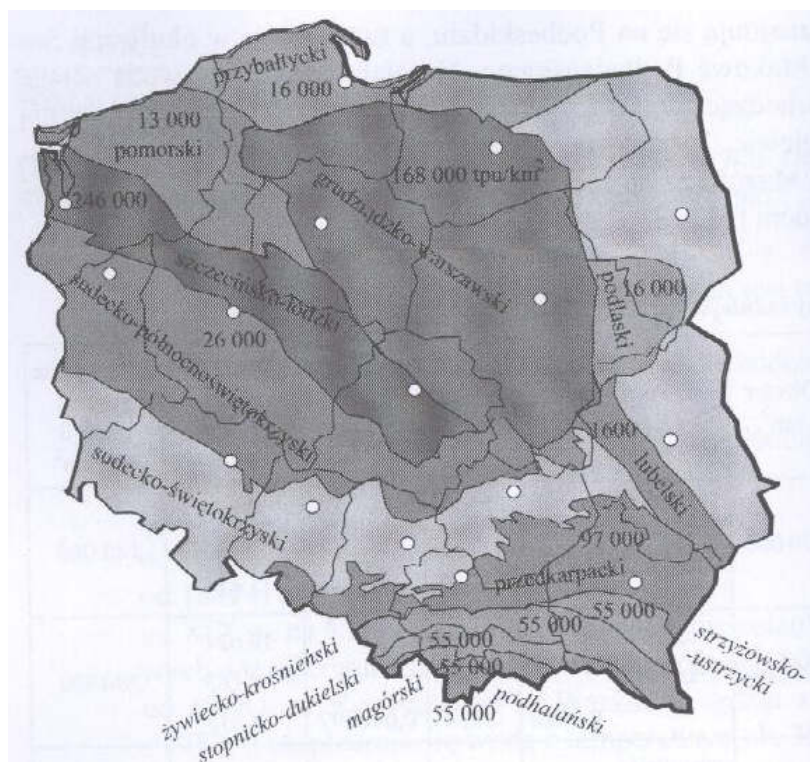 przybałtycki
16 000
13 000
pomorski
168 000 tpu/km²
246 000
grudziądzko-warszawski
szczecińsko-łódzki
podlaski
16 000
sudecko-północnoświętokrzyski
26 000
1600
lubelski
sudecko-świętokrzyski
97 000
przedkarpacki
55 000
55 000
55 000
55 000
55 000
strzyżowsko-
-ustrzycki
żywiecko-krośnieński
stopnicko-dukielski
magórski
podhalański